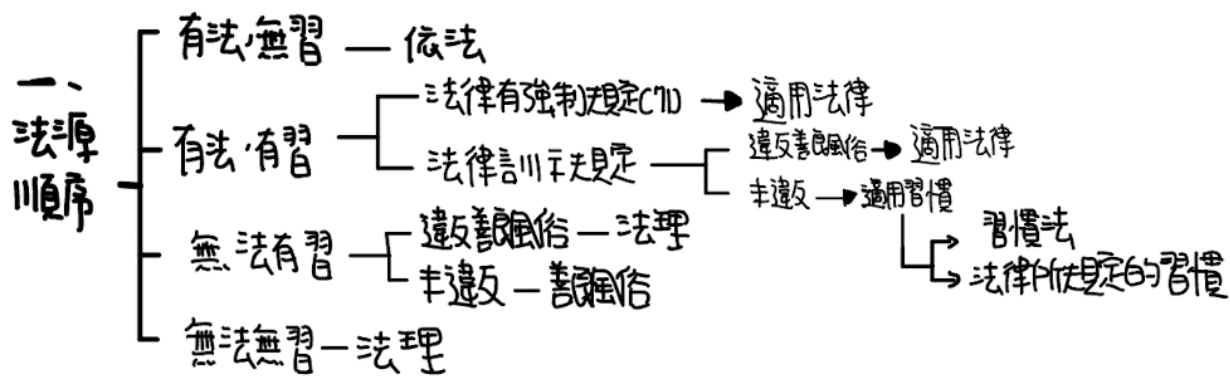 一、法源順序
有法,無習 — 依法
有法,有習
法律有強制規定(71) → 適用法律
法律訓示規定
違反善良風俗 → 適用法律
未違反 → 適用習慣
習慣法
法律所規定的習慣
無法有習
違反善良風俗 — 法理
未違反 — 善良風俗
無法無習 — 法理